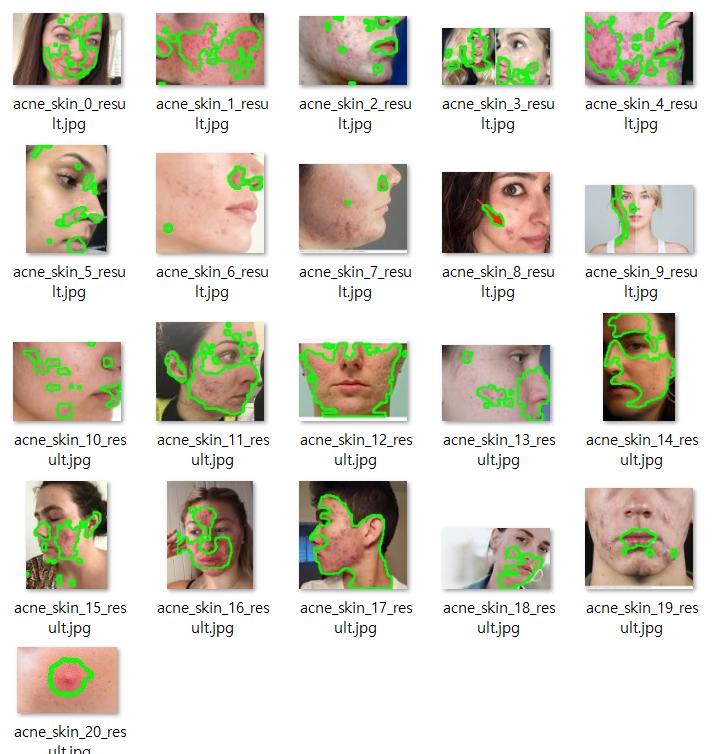 acne_skin_0_resu
lt.jpg
acne_skin_1_resu
lt.jpg
acne_skin_2_resu
lt.jpg
acne_skin_3_resu
lt.jpg
acne_skin_4_resu
lt.jpg
acne_skin_5_resu
lt.jpg
acne_skin_6_resu
lt.jpg
acne_skin_7_resu
lt.jpg
acne_skin_8_resu
lt.jpg
acne_skin_9_resu
lt.jpg
acne_skin_10_res
ult.jpg
acne_skin_11_res
ult.jpg
acne_skin_12_res
ult.jpg
acne_skin_13_res
ult.jpg
acne_skin_14_res
ult.jpg
acne_skin_15_res
ult.jpg
acne_skin_16_res
ult.jpg
acne_skin_17_res
ult.jpg
acne_skin_18_res
ult.jpg
acne_skin_19_res
ult.jpg
acne_skin_20_res
ult.jpg